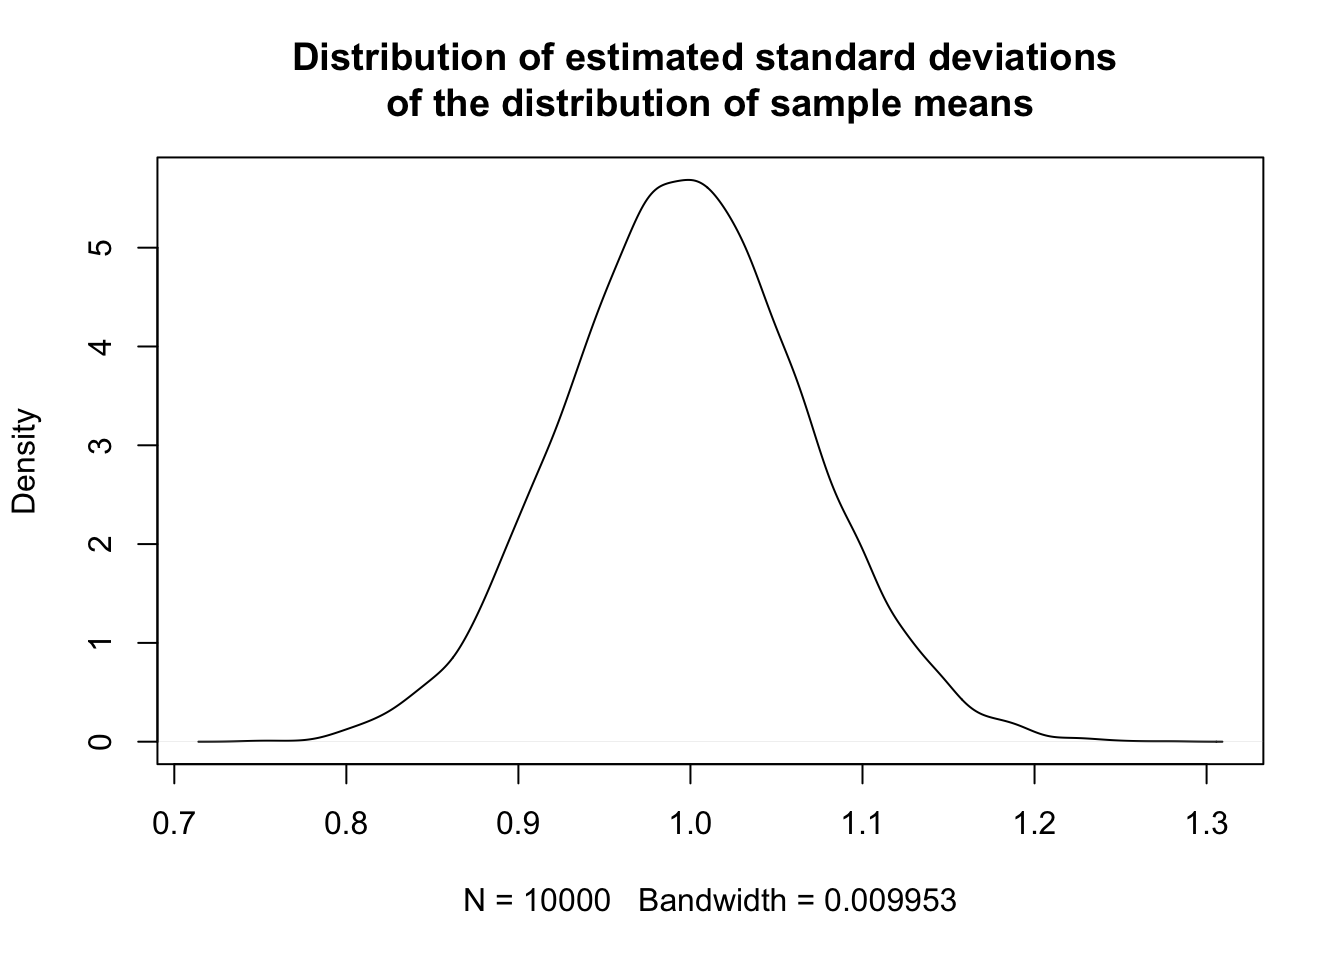 Distribution of estimated standard deviations
of the distribution of sample means
Density
5
4
3
2
1
0
0.7 0.8 0.9 1.0 1.1 1.2 1.3
N = 10000 Bandwidth = 0.009953